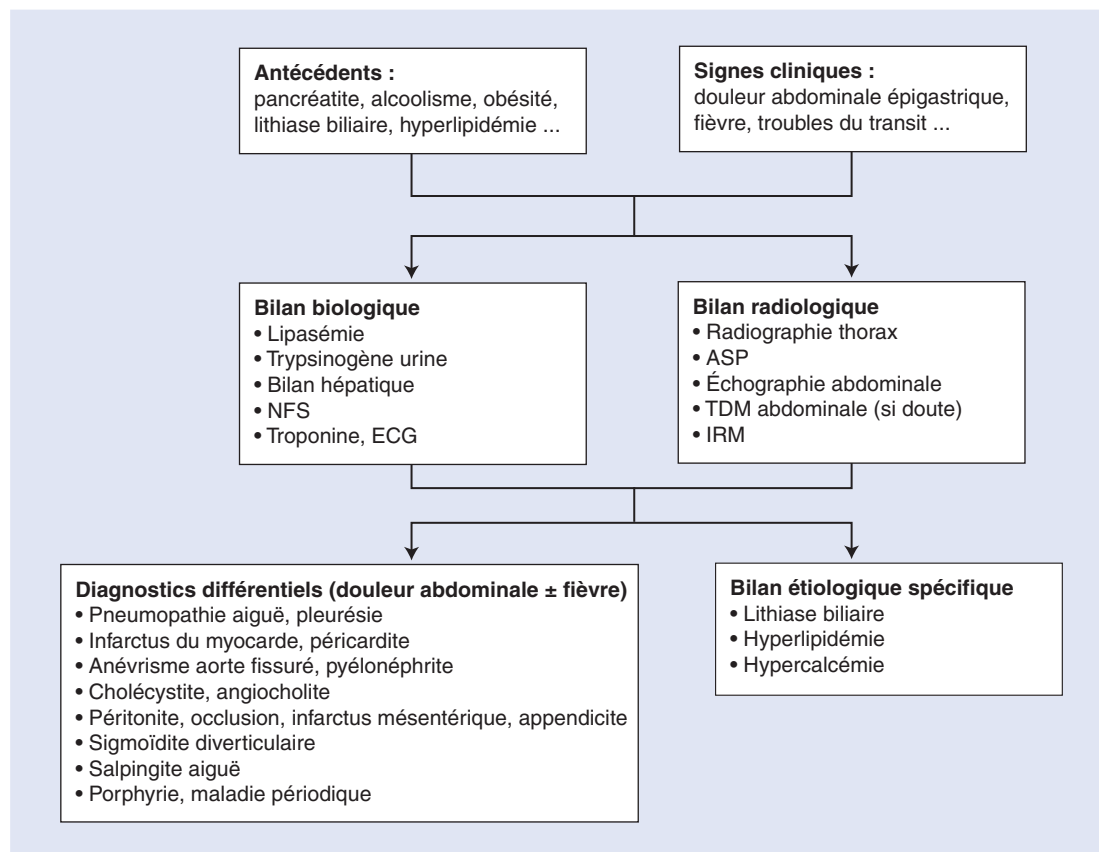 Antécédents :
pancréatite, alcoolisme, obésité,
lithiase biliaire, hyperlipidémie ...
Signes cliniques :
douleur abdominale épigastrique,
fièvre, troubles du transit ...
Bilan biologique
• Lipasémie
• Trypsinogène urine
• Bilan hépatique
• NFS
• Troponine, ECG
Bilan radiologique
• Radiographie thorax
• ASP
• Échographie abdominale
• TDM abdominale (si doute)
• IRM
Diagnostics différentiels (douleur abdominale ± fièvre)
• Pneumopathie aiguë, pleurésie
• Infarctus du myocarde, péricardite
• Anévrisme aorte fissuré, pyélonéphrite
• Cholécystite, angiocholite
• Péritonite, occlusion, infarctus mésentérique, appendicite
• Sigmoïdite diverticulaire
• Salpingite aiguë
• Porphyrie, maladie périodique
Bilan étiologique spécifique
• Lithiase biliaire
• Hyperlipidémie
• Hypercalcémie